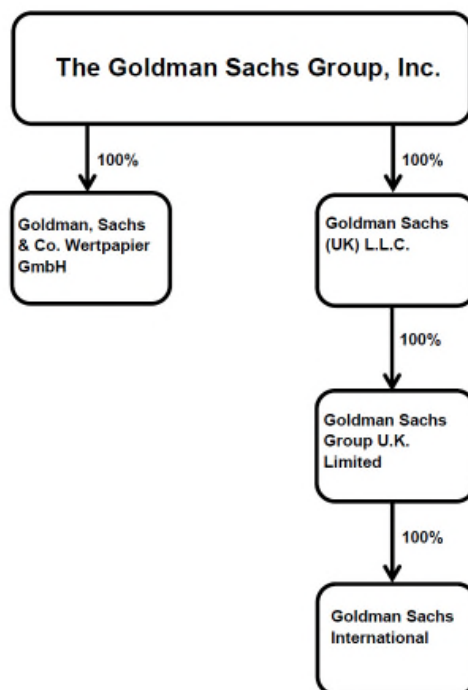 The Goldman Sachs Group, Inc.
100%
100%
Goldman, Sachs
& Co. Wertpapier
GmbH
Goldman Sachs
(UK) L.L.C.
100%
Goldman Sachs
Group U.K.
Limited
100%
Goldman Sachs
International